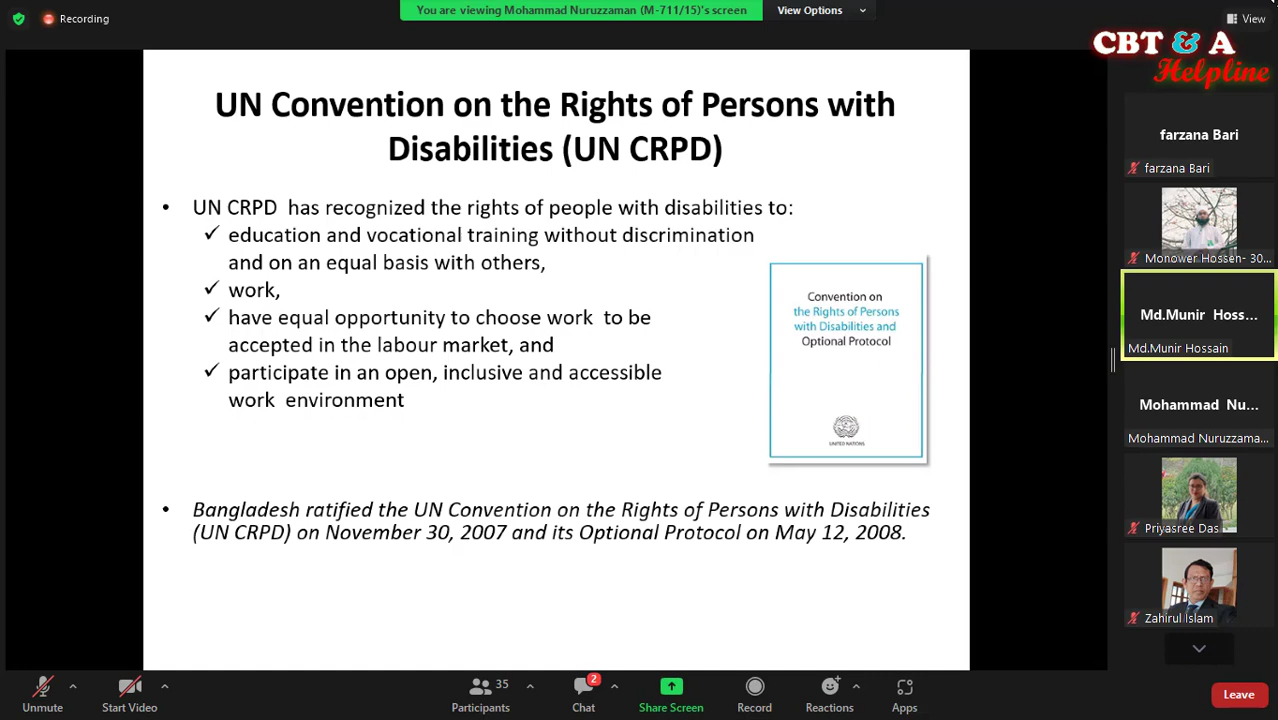 Recording
You are viewing Mohammad Nuruzzaman (M-711/15)'s screen
View Options
View
CBT & A
Helpline
UN Convention on the Rights of Persons with
Disabilities (UN CRPD)
• UN CRPD has recognized the rights of people with disabilities to:
✓ education and vocational training without discrimination
and on an equal basis with others,
✓ work,
✓ have equal opportunity to choose work to be
accepted in the labour market, and
✓ participate in an open, inclusive and accessible
work environment
Convention on
the Rights of Persons
with Disabilities and
Optional Protocol
UNITED NATIONS
• Bangladesh ratified the UN Convention on the Rights of Persons with Disabilities
(UN CRPD) on November 30, 2007 and its Optional Protocol on May 12, 2008.
farzana Bari
farzana Bari
Monower Hossen- 30...
Md.Munir Hoss...
Md.Munir Hossain
Mohammad Nu...
Mohammad Nuruzzama...
Priyasree Das
Zahirul Islam
Unmute
Start Video
35
Participants
2
Chat
Share Screen
Record
Reactions
Apps
Leave